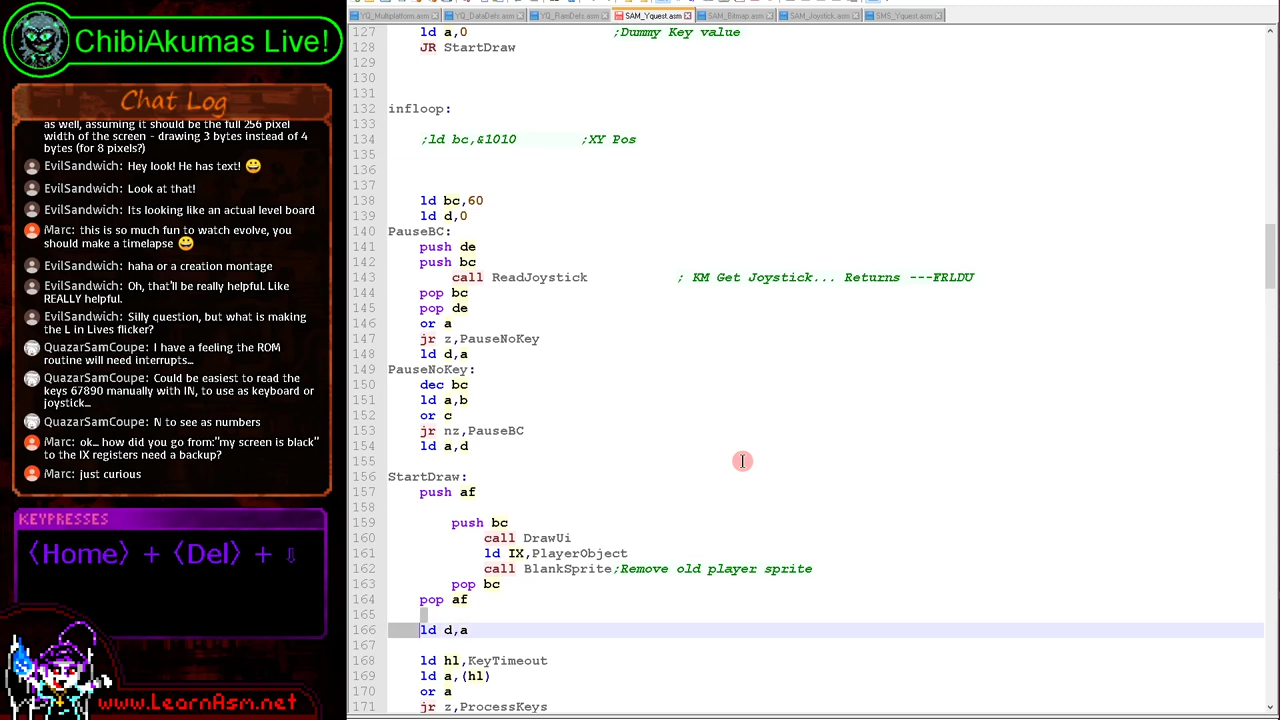 ChibiAkumas Live!
Chat Log
as well, assuming it should be the full 256 pixel
width of the screen - drawing 3 bytes instead of 4
bytes (for 8 pixels?)
EvilSandwich: Hey look! He has text! 😀
EvilSandwich: Look at that!
EvilSandwich: Its looking like an actual level board
Marc: this is so much fun to watch evolve, you
should make a timelapse 😀
EvilSandwich: haha or a creation montage
EvilSandwich: Oh, that'll be really helpful. Like
REALLY helpful.
EvilSandwich: Silly question, but what is making
the L in Lives flicker?
QuazarSamCoupe: I have a feeling the ROM
routine will need interrupts...
QuazarSamCoupe: Could be easiest to read the
keys 67890 manually with IN, to use as keyboard or
joystick...
QuazarSamCoupe: N to see as numbers
Marc: ok... how did you go from:"my screen is black"
to the IX registers need a backup?
Marc: just curious
KEYPRESSES
〈Home〉 + 〈Del〉 + ⇩
www.LearnAsm.net
YQ_Multiplatform.asm YQ_DataDefs.asm YQ_RamDefs.asm SAM_Yquest.asm SAM_Bitmap.asm SAM_Joystick.asm SMS_Yquest.asm
127 ld a,0 ;Dummy Key value
128 JR StartDraw
129
130
131
132 infloop:
133
134 ;ld bc,&1010 ;XY Pos
135
136
137
138 ld bc,60
139 ld d,0
140 PauseBC:
141 push de
142 push bc
143 call ReadJoystick ; KM Get Joystick... Returns ---FRLDU
144 pop bc
145 pop de
146 or a
147 jr z,PauseNoKey
148 ld d,a
149 PauseNoKey:
150 dec bc
151 ld a,b
152 or c
153 jr nz,PauseBC
154 ld a,d
155
156 StartDraw:
157 push af
158
159 push bc
160 call DrawUi
161 ld IX,PlayerObject
162 call BlankSprite;Remove old player sprite
163 pop bc
164 pop af
165
166 ld d,a
167
168 ld hl,KeyTimeout
169 ld a,(hl)
170 or a
171 jr z,ProcessKeys